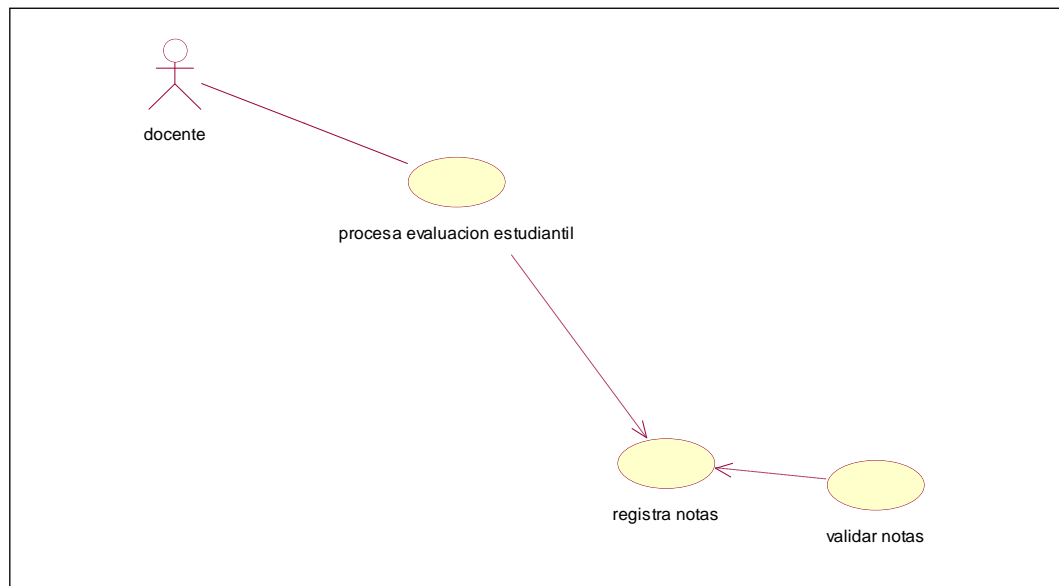 docente
procesa evaluacion estudiantil
registra notas
validar notas